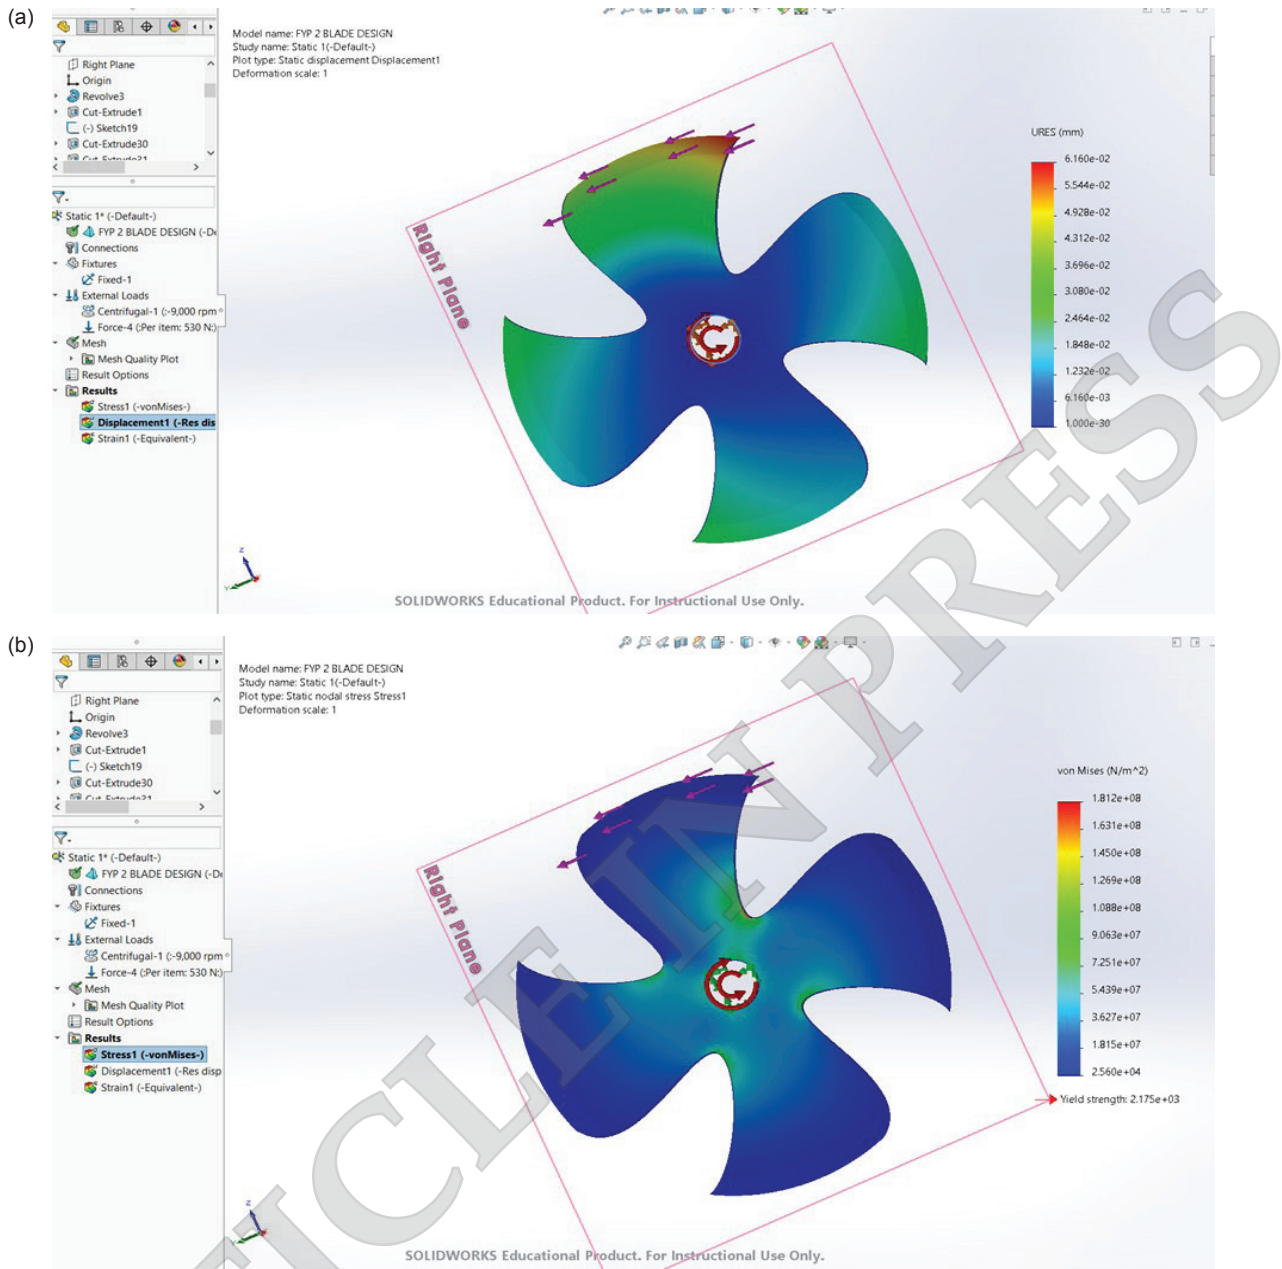 (a)
Model name: FYP 2 BLADE DESIGN
Study name: Static 1(-Default-)
Plot type: Static displacement Displacement1
Deformation scale: 1
Right Plane
Origin
Revolve3
Cut-Extrude1
(-) Sketch19
Cut-Extrude30
Cut-Extrude31
Static 1* (-Default-)
FYP 2 BLADE DESIGN (-De
Connections
Fixtures
Fixed-1
External Loads
Centrifugal-1 (:-9,000 rpm
Force-4 (:Per item: 530 N:)
Mesh
Mesh Quality Plot
Result Options
Results
Stress1 (-vonMises-)
Displacement1 (-Res dis
Strain1 (-Equivalent-)
Right Plane
URES (mm)
6.160e-02
5.544e-02
4.928e-02
4.312e-02
3.696e-02
3.080e-02
2.464e-02
1.848e-02
1.232e-02
6.160e-03
1.000e-30
Z
Y
SOLIDWORKS Educational Product. For Instructional Use Only.
(b)
Model name: FYP 2 BLADE DESIGN
Study name: Static 1(-Default-)
Plot type: Static nodal stress Stress1
Deformation scale: 1
Right Plane
Origin
Revolve3
Cut-Extrude1
(-) Sketch19
Cut-Extrude30
Cut-Extrude31
Static 1* (-Default-)
FYP 2 BLADE DESIGN (-De
Connections
Fixtures
Fixed-1
External Loads
Centrifugal-1 (:-9,000 rpm
Force-4 (:Per item: 530 N:)
Mesh
Mesh Quality Plot
Result Options
Results
Stress1 (-vonMises-)
Displacement1 (-Res disp
Strain1 (-Equivalent-)
Right Plane
von Mises (N/m^2)
1.812e+08
1.631e+08
1.450e+08
1.269e+08
1.088e+08
9.063e+07
7.251e+07
5.439e+07
3.627e+07
1.815e+07
2.560e+04
Yield strength: 2.175e+03
Z
Y
SOLIDWORKS Educational Product. For Instructional Use Only.
TICLE IN PRESS